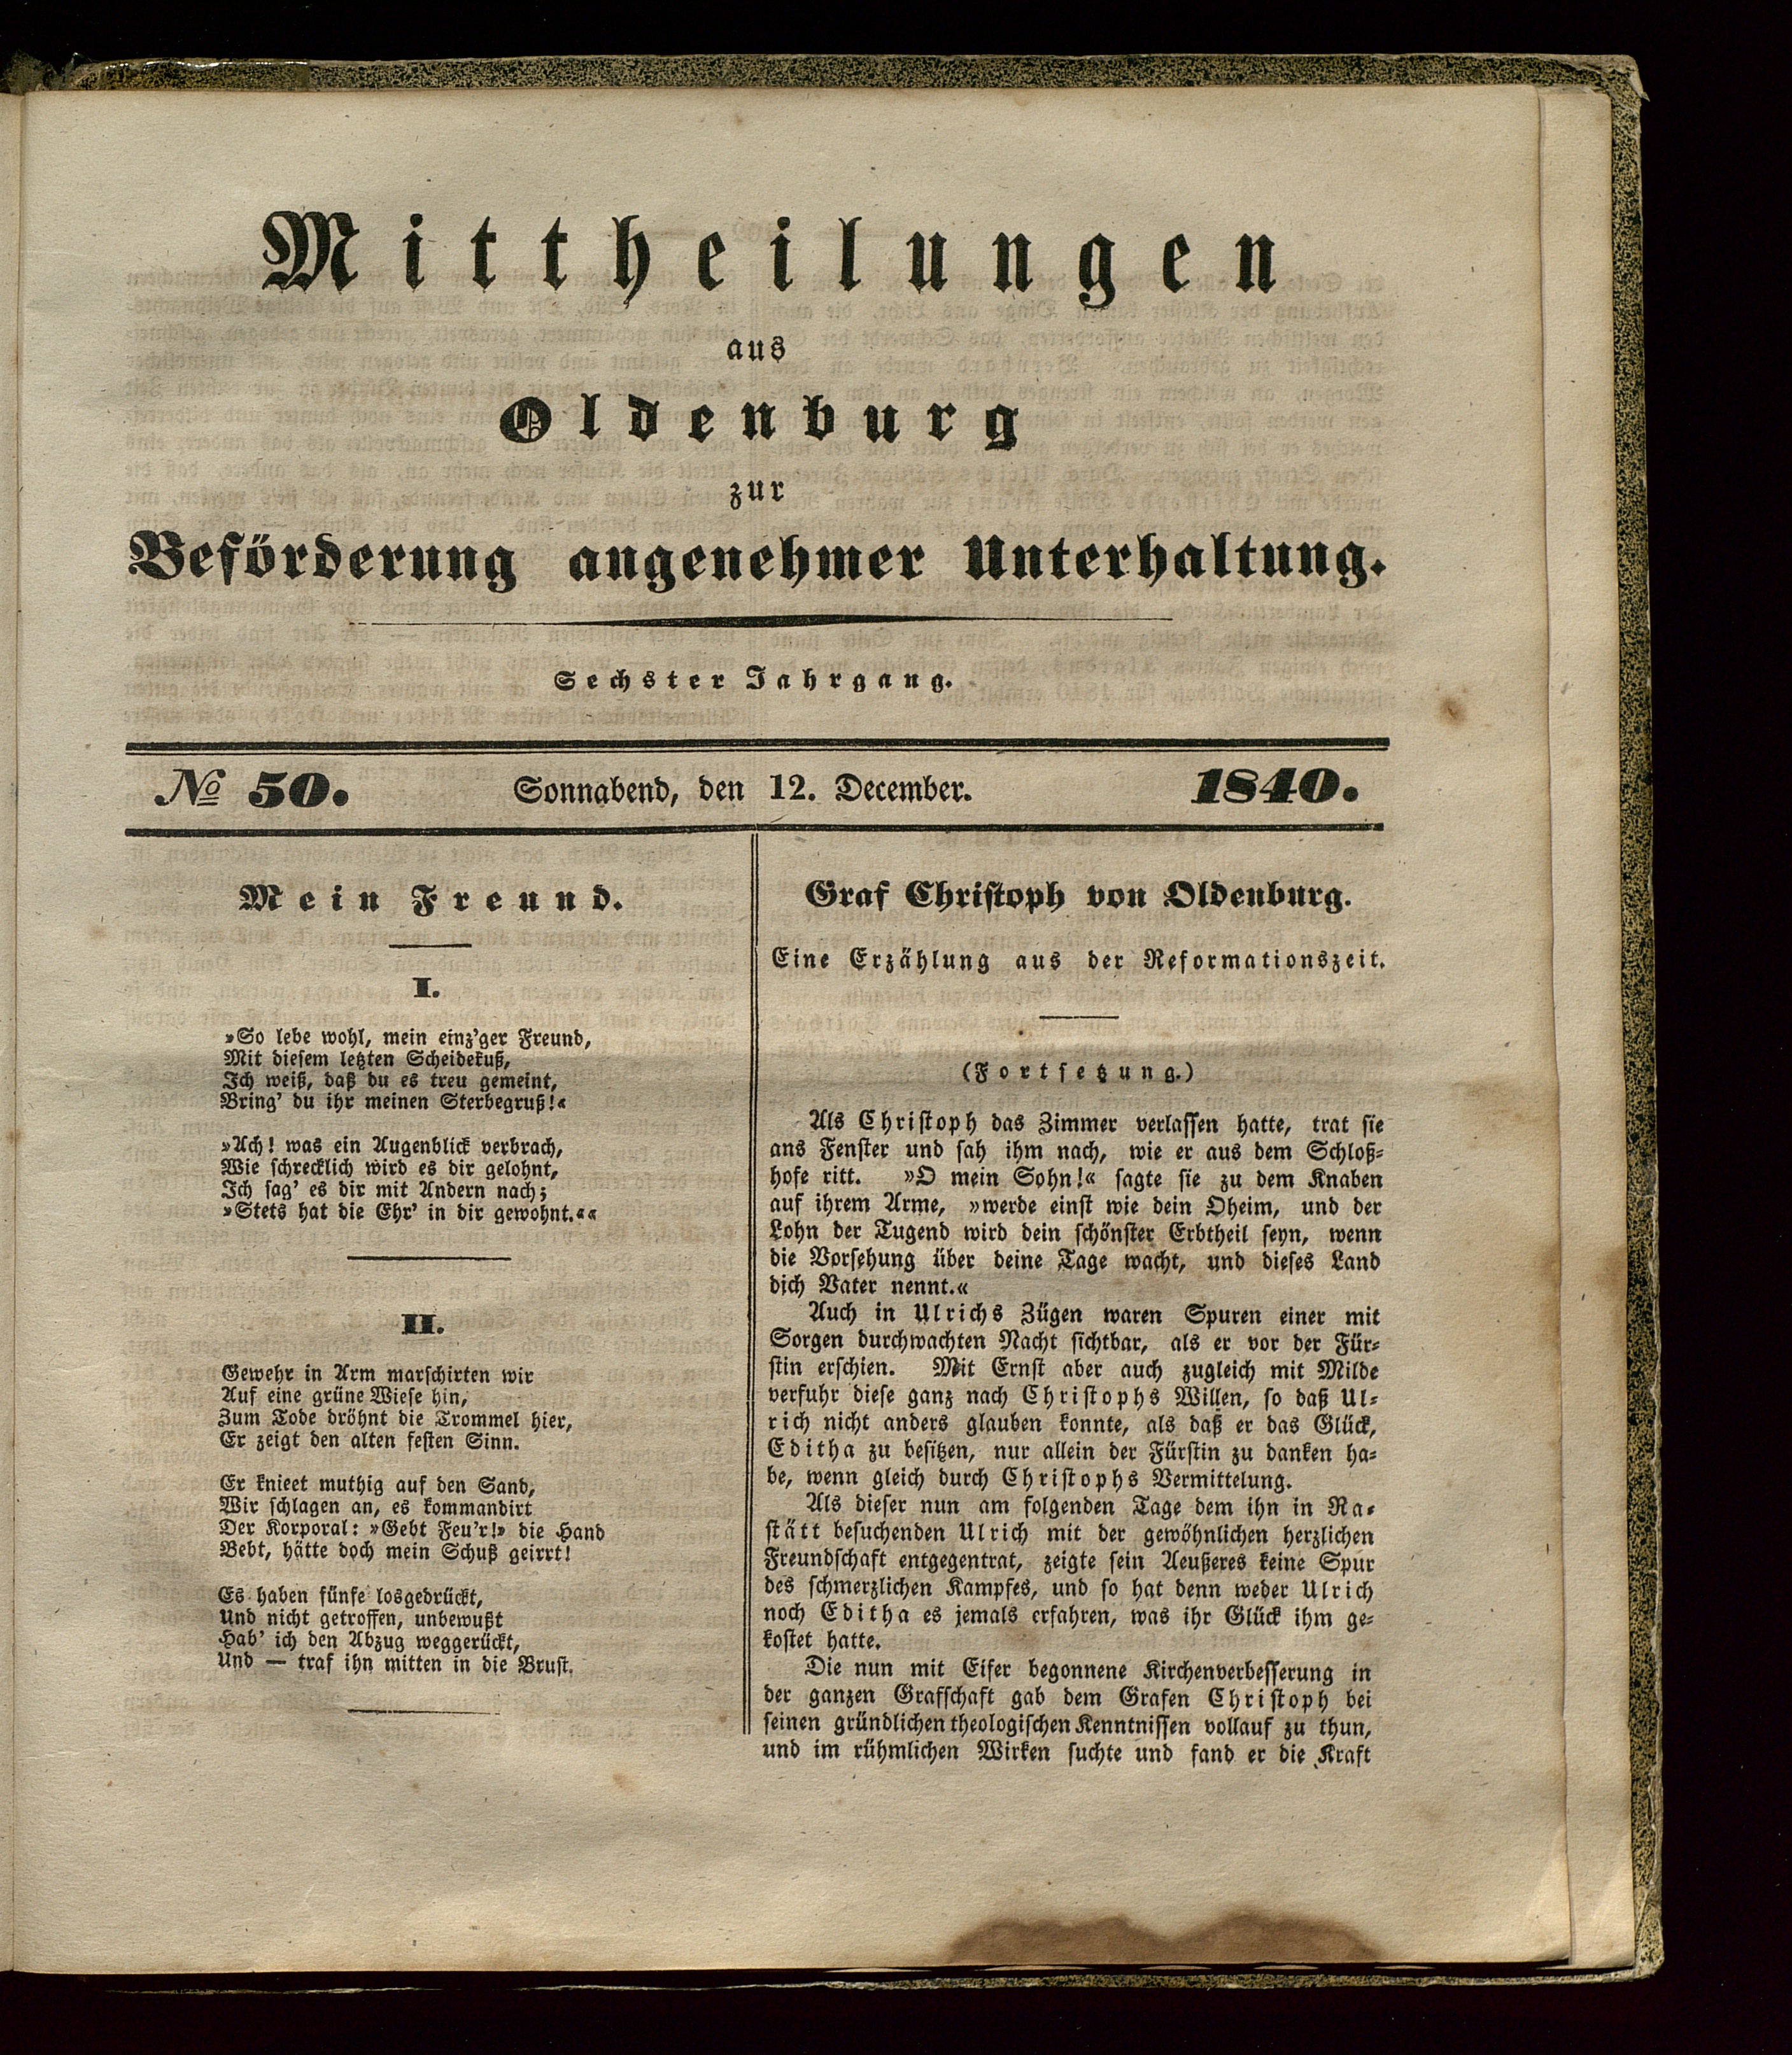 Mittheilungen
aus
Oldenburg
zur
Beförderung angenehmer Unterhaltung.
Sechster Jahrgang.
№ 50. Sonnabend, den 12. December. 1840.
Mein Freund.
I.
»So lebe wohl, mein einz'ger Freund,
Mit diesem letzten Scheidekuß,
Ich weiß, daß du es treu gemeint,
Bring' du ihr meinen Sterbegruß!«
»Ach! was ein Augenblick verbrach,
Wie schrecklich wird es dir gelohnt,
Ich sag' es dir mit Andern nach;
»Stets hat die Ehr' in dir gewohnt.««
II.
Gewehr in Arm marschirten wir
Auf eine grüne Wiese hin,
Zum Tode dröhnt die Trommel hier,
Er zeigt den alten festen Sinn.
Er knieet muthig auf den Sand,
Wir schlagen an, es kommandirt
Der Korporal: »Gebt Feu'r!» die Hand
Bebt, hätte doch mein Schuß geirrt!
Es haben fünfe losgedrückt,
Und nicht getroffen, unbewußt
Hab' ich den Abzug weggerückt,
Und — traf ihn mitten in die Brust.
Graf Christoph von Oldenburg.
Eine Erzählung aus der Reformationszeit.
(Fortsetzung.)
Als Christoph das Zimmer verlassen hatte, trat sie
ans Fenster und sah ihm nach, wie er aus dem Schloß-
hofe ritt. »O mein Sohn!« sagte sie zu dem Knaben
auf ihrem Arme, »werde einst wie dein Oheim, und der
Lohn der Tugend wird dein schönster Erbtheil seyn, wenn
die Vorsehung über deine Tage wacht, und dieses Land
dich Vater nennt.«
Auch in Ulrichs Zügen waren Spuren einer mit
Sorgen durchwachten Nacht sichtbar, als er vor der Für-
stin erschien. Mit Ernst aber auch zugleich mit Milde
verfuhr diese ganz nach Christophs Willen, so daß Ul-
rich nicht anders glauben konnte, als daß er das Glück,
Editha zu besitzen, nur allein der Fürstin zu danken ha-
be, wenn gleich durch Christophs Vermittelung.
Als dieser nun am folgenden Tage dem ihn in Ra-
stätt besuchenden Ulrich mit der gewöhnlichen herzlichen
Freundschaft entgegentrat, zeigte sein Aeußeres keine Spur
des schmerzlichen Kampfes, und so hat denn weder Ulrich
noch Editha es jemals erfahren, was ihr Glück ihm ge-
kostet hatte.
Die nun mit Eifer begonnene Kirchenverbesserung in
der ganzen Grafschaft gab dem Grafen Christoph bei
seinen gründlichen theologischen Kenntnissen vollauf zu thun,
und im rühmlichen Wirken suchte und fand er die Kraft